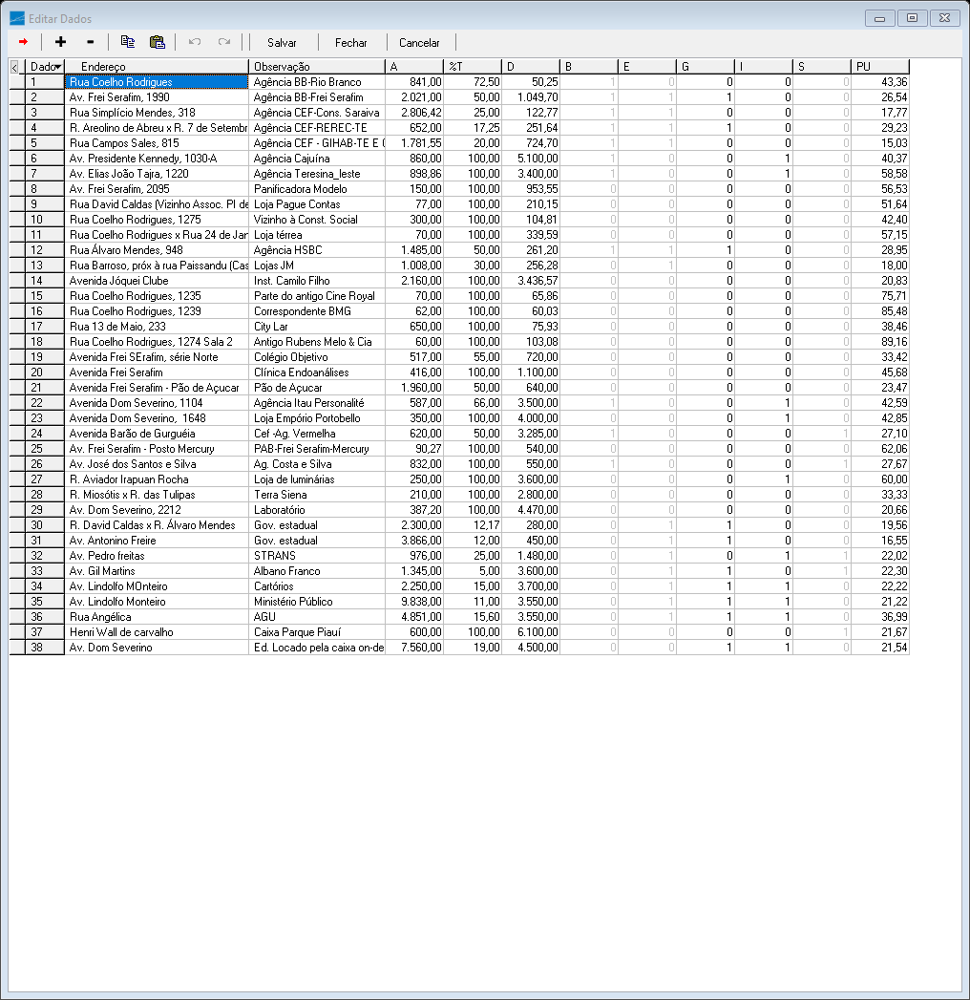 Editar Dados
Salvar Fechar Cancelar
< Dado Endereço Observação A %T D B E G I S PU
1 Rua Coelho Rodrigues Agência BB-Rio Branco 841,00 72,50 50,25 1 0 0 0 0 43,36
2 Av. Frei Serafim, 1990 Agência BB-Frei Serafim 2.021,00 50,00 1.049,70 1 0 1 0 0 26,54
3 Rua Simplício Mendes, 318 Agência CEF-Cons. Saraiva 2.806,42 25,00 122,77 1 1 0 0 0 17,77
4 R. Areolino de Abreu x R. 7 de Setembr Agência CEF-REREC-TE 652,00 17,25 251,64 1 1 1 0 0 29,23
5 Rua Campos Sales, 815 Agência CEF - GIHAB-TE E 1.781,55 20,00 724,70 1 1 0 0 0 15,03
6 Av. Presidente Kennedy, 1030-A Agência Cajuína 860,00 100,00 5.100,00 1 0 0 1 0 40,37
7 Av. Elias João Tajra, 1220 Agência Teresina_leste 898,86 100,00 3.400,00 1 0 0 1 0 58,58
8 Av. Frei Serafim, 2095 Panificadora Modelo 150,00 100,00 953,55 0 0 0 0 0 56,53
9 Rua David Caldas (Vizinho Assoc. PI de Loja Pague Contas 77,00 100,00 210,15 0 0 0 0 0 51,64
10 Rua Coelho Rodrigues, 1275 Vizinho à Const. Social 300,00 100,00 104,81 0 0 0 0 0 42,40
11 Rua Coelho Rodrigues x Rua 24 de Jar Loja térrea 70,00 100,00 339,59 0 0 0 0 0 57,15
12 Rua Álvaro Mendes, 948 Agência HSBC 1.485,00 50,00 261,20 1 1 1 0 0 28,95
13 Rua Barroso, próx à rua Paissandu (Cas Lojas JM 1.008,00 30,00 256,28 0 1 0 0 0 18,00
14 Avenida Jóquei Clube Inst. Camilo Filho 2.160,00 100,00 3.436,57 0 0 0 0 0 20,83
15 Rua Coelho Rodrigues, 1235 Parte do antigo Cine Royal 70,00 100,00 65,86 0 0 0 0 0 75,71
16 Rua Coelho Rodrigues, 1239 Correspondente BMG 62,00 100,00 60,03 0 0 0 0 0 85,48
17 Rua 13 de Maio, 233 City Lar 650,00 100,00 75,93 0 0 0 0 0 38,46
18 Rua Coelho Rodrigues, 1274 Sala 2 Antigo Rubens Melo & Cia 60,00 100,00 103,08 0 0 0 0 0 89,16
19 Avenida Frei SErafim, série Norte Colégio Objetivo 517,00 55,00 720,00 0 0 0 0 0 33,42
20 Avenida Frei Serafim Clínica Endoanálises 416,00 100,00 1.100,00 0 0 0 0 0 45,68
21 Avenida Frei Serafim - Pão de Açucar Pão de Açucar 1.960,00 50,00 640,00 0 0 0 0 0 23,47
22 Avenida Dom Severino, 1104 Agência Itau Personalité 587,00 66,00 3.500,00 0 0 0 1 0 42,59
23 Avenida Dom Severino, 1648 Loja Empório Portobello 350,00 100,00 4.000,00 0 0 0 1 0 42,85
24 Avenida Barão de Gurguéia Cef -Ag. Vermelha 620,00 50,00 3.285,00 0 0 0 0 1 27,10
25 Av. Frei Serafim - Posto Mercury PAB-Frei Serafim-Mercury 90,27 100,00 540,00 0 0 0 0 0 62,06
26 Av. José dos Santos e Silva Ag. Costa e Silva 832,00 100,00 550,00 0 0 0 0 1 27,67
27 R. Aviador Irapuan Rocha Loja de luminárias 250,00 100,00 3.600,00 0 0 0 1 0 60,00
28 R. Miosótis x R. das Tulipas Terra Siena 210,00 100,00 2.800,00 0 0 0 0 0 33,33
29 Av. Dom Severino, 2212 Laboratório 387,20 100,00 4.470,00 0 0 0 0 0 20,66
30 R. David Caldas x R. Álvaro Mendes Gov. estadual 2.300,00 12,17 280,00 0 1 1 0 0 19,56
31 Av. Antonino Freire Gov. estadual 3.866,00 12,00 450,00 0 1 1 0 0 16,55
32 Av. Pedro freitas STRANS 976,00 25,00 1.480,00 0 1 0 1 1 22,02
33 Av. Gil Martins Albano Franco 1.345,00 5,00 3.600,00 0 1 1 1 0 22,30
34 Av. Lindolfo MOnteiro Cartórios 2.250,00 15,00 3.700,00 0 1 1 1 0 22,22
35 Av. Lindolfo Monteiro Ministério Público 9.838,00 11,00 3.550,00 0 1 1 1 0 21,22
36 Rua Angélica AGU 4.851,00 15,60 3.550,00 0 0 1 1 0 36,99
37 Henri Wall de carvalho Caixa Parque Piauí 600,00 100,00 6.100,00 0 0 0 0 1 21,67
38 Av. Dom Severino Ed. Locado pela caixa on-de 7.560,00 19,00 4.500,00 0 0 1 1 0 21,54